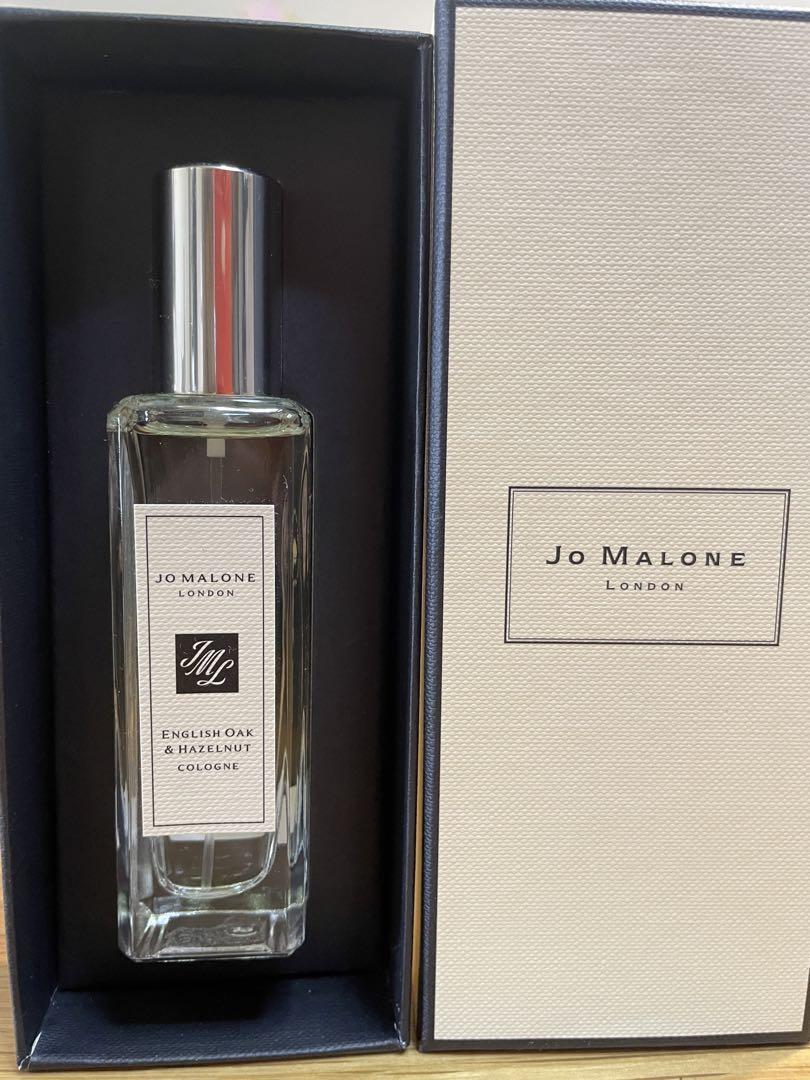 JO MALONE
LONDON
JML
ENGLISH OAK
& HAZELNUT
COLOGNE
JO MALONE
LONDON